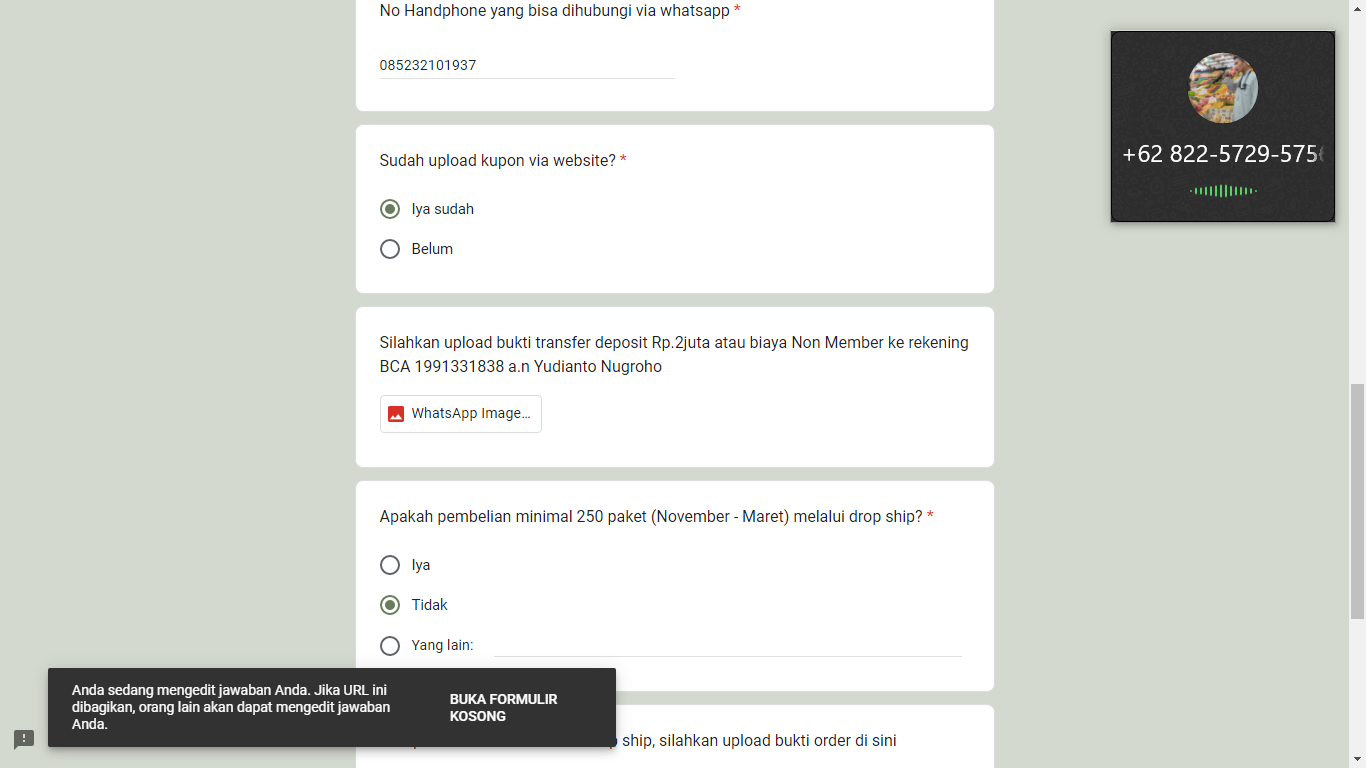 No Handphone yang bisa dihubungi via whatsapp *
085232101937
+62 822-5729-575
Sudah upload kupon via website? *
Iya sudah
Belum
Silahkan upload bukti transfer deposit Rp.2juta atau biaya Non Member ke rekening
BCA 1991331838 a.n Yudianto Nugroho
WhatsApp Image...
Apakah pembelian minimal 250 paket (November - Maret) melalui drop ship? *
Iya
Tidak
Yang lain:
Anda sedang mengedit jawaban Anda. Jika URL ini
dibagikan, orang lain akan dapat mengedit jawaban
Anda.
BUKA FORMULIR
KOSONG
ship, silahkan upload bukti order di sini